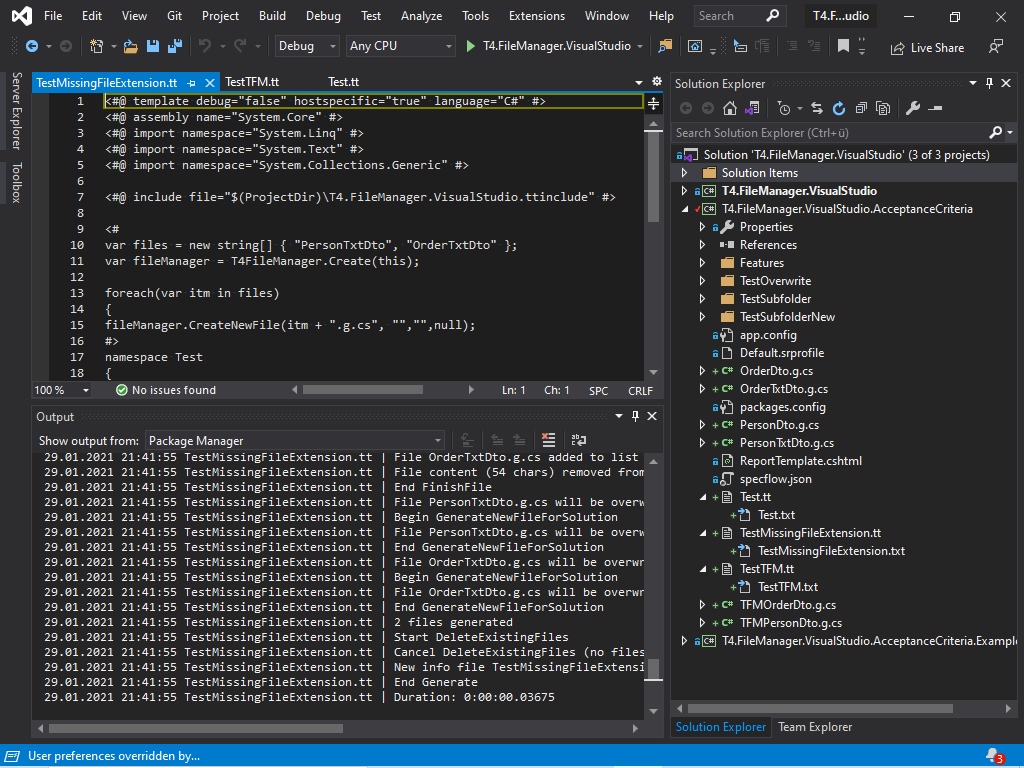 File Edit View Git Project Build Debug Test Analyze Tools Extensions Window Help Search T4.F...udio
Debug Any CPU T4.FileManager.VisualStudio Live Share
Server Explorer
Toolbox
TestMissingFileExtension.tt TestTFM.tt Test.tt
1 <#@ template debug="false" hostspecific="true" language="C#" #>
2 <#@ assembly name="System.Core" #>
3 <#@ import namespace="System.Linq" #>
4 <#@ import namespace="System.Text" #>
5 <#@ import namespace="System.Collections.Generic" #>
6
7 <#@ include file="$(ProjectDir)\T4.FileManager.VisualStudio.ttinclude" #>
8
9 <#
10 var files = new string[] { "PersonTxtDto", "OrderTxtDto" };
11 var fileManager = T4FileManager.Create(this);
12
13 foreach(var itm in files)
14 {
15 fileManager.CreateNewFile(itm + ".g.cs", "","",null);
16 #>
17 namespace Test
18 {
100 % No issues found Ln: 1 Ch: 1 SPC CRLF
Output
Show output from: Package Manager
29.01.2021 21:41:55 TestMissingFileExtension.tt | File OrderTxtDto.g.cs added to list
29.01.2021 21:41:55 TestMissingFileExtension.tt | File content (54 chars) removed from
29.01.2021 21:41:55 TestMissingFileExtension.tt | End FinishFile
29.01.2021 21:41:55 TestMissingFileExtension.tt | File PersonTxtDto.g.cs will be overw
29.01.2021 21:41:55 TestMissingFileExtension.tt | Begin GenerateNewFileForSolution
29.01.2021 21:41:55 TestMissingFileExtension.tt | File PersonTxtDto.g.cs will be overw
29.01.2021 21:41:55 TestMissingFileExtension.tt | End GenerateNewFileForSolution
29.01.2021 21:41:55 TestMissingFileExtension.tt | File OrderTxtDto.g.cs will be overwr
29.01.2021 21:41:55 TestMissingFileExtension.tt | Begin GenerateNewFileForSolution
29.01.2021 21:41:55 TestMissingFileExtension.tt | File OrderTxtDto.g.cs will be overwr
29.01.2021 21:41:55 TestMissingFileExtension.tt | End GenerateNewFileForSolution
29.01.2021 21:41:55 TestMissingFileExtension.tt | 2 files generated
29.01.2021 21:41:55 TestMissingFileExtension.tt | Start DeleteExistingFiles
29.01.2021 21:41:55 TestMissingFileExtension.tt | Cancel DeleteExistingFiles (no files
29.01.2021 21:41:55 TestMissingFileExtension.tt | New info file TestMissingFileExtensi
29.01.2021 21:41:55 TestMissingFileExtension.tt | End Generate
29.01.2021 21:41:55 TestMissingFileExtension.tt | Duration: 0:00:00.03675
Solution Explorer
Search Solution Explorer (Ctrl+ü)
Solution 'T4.FileManager.VisualStudio' (3 of 3 projects)
Solution Items
T4.FileManager.VisualStudio
T4.FileManager.VisualStudio.AcceptanceCriteria
Properties
References
Features
TestOverwrite
TestSubfolder
TestSubfolderNew
app.config
Default.srprofile
OrderDto.g.cs
OrderTxtDto.g.cs
packages.config
PersonDto.g.cs
PersonTxtDto.g.cs
ReportTemplate.cshtml
specflow.json
Test.tt
Test.txt
TestMissingFileExtension.tt
TestMissingFileExtension.txt
TestTFM.tt
TestTFM.txt
TFMOrderDto.g.cs
TFMPersonDto.g.cs
T4.FileManager.VisualStudio.AcceptanceCriteria.Example
Solution Explorer Team Explorer
User preferences overridden by... 3